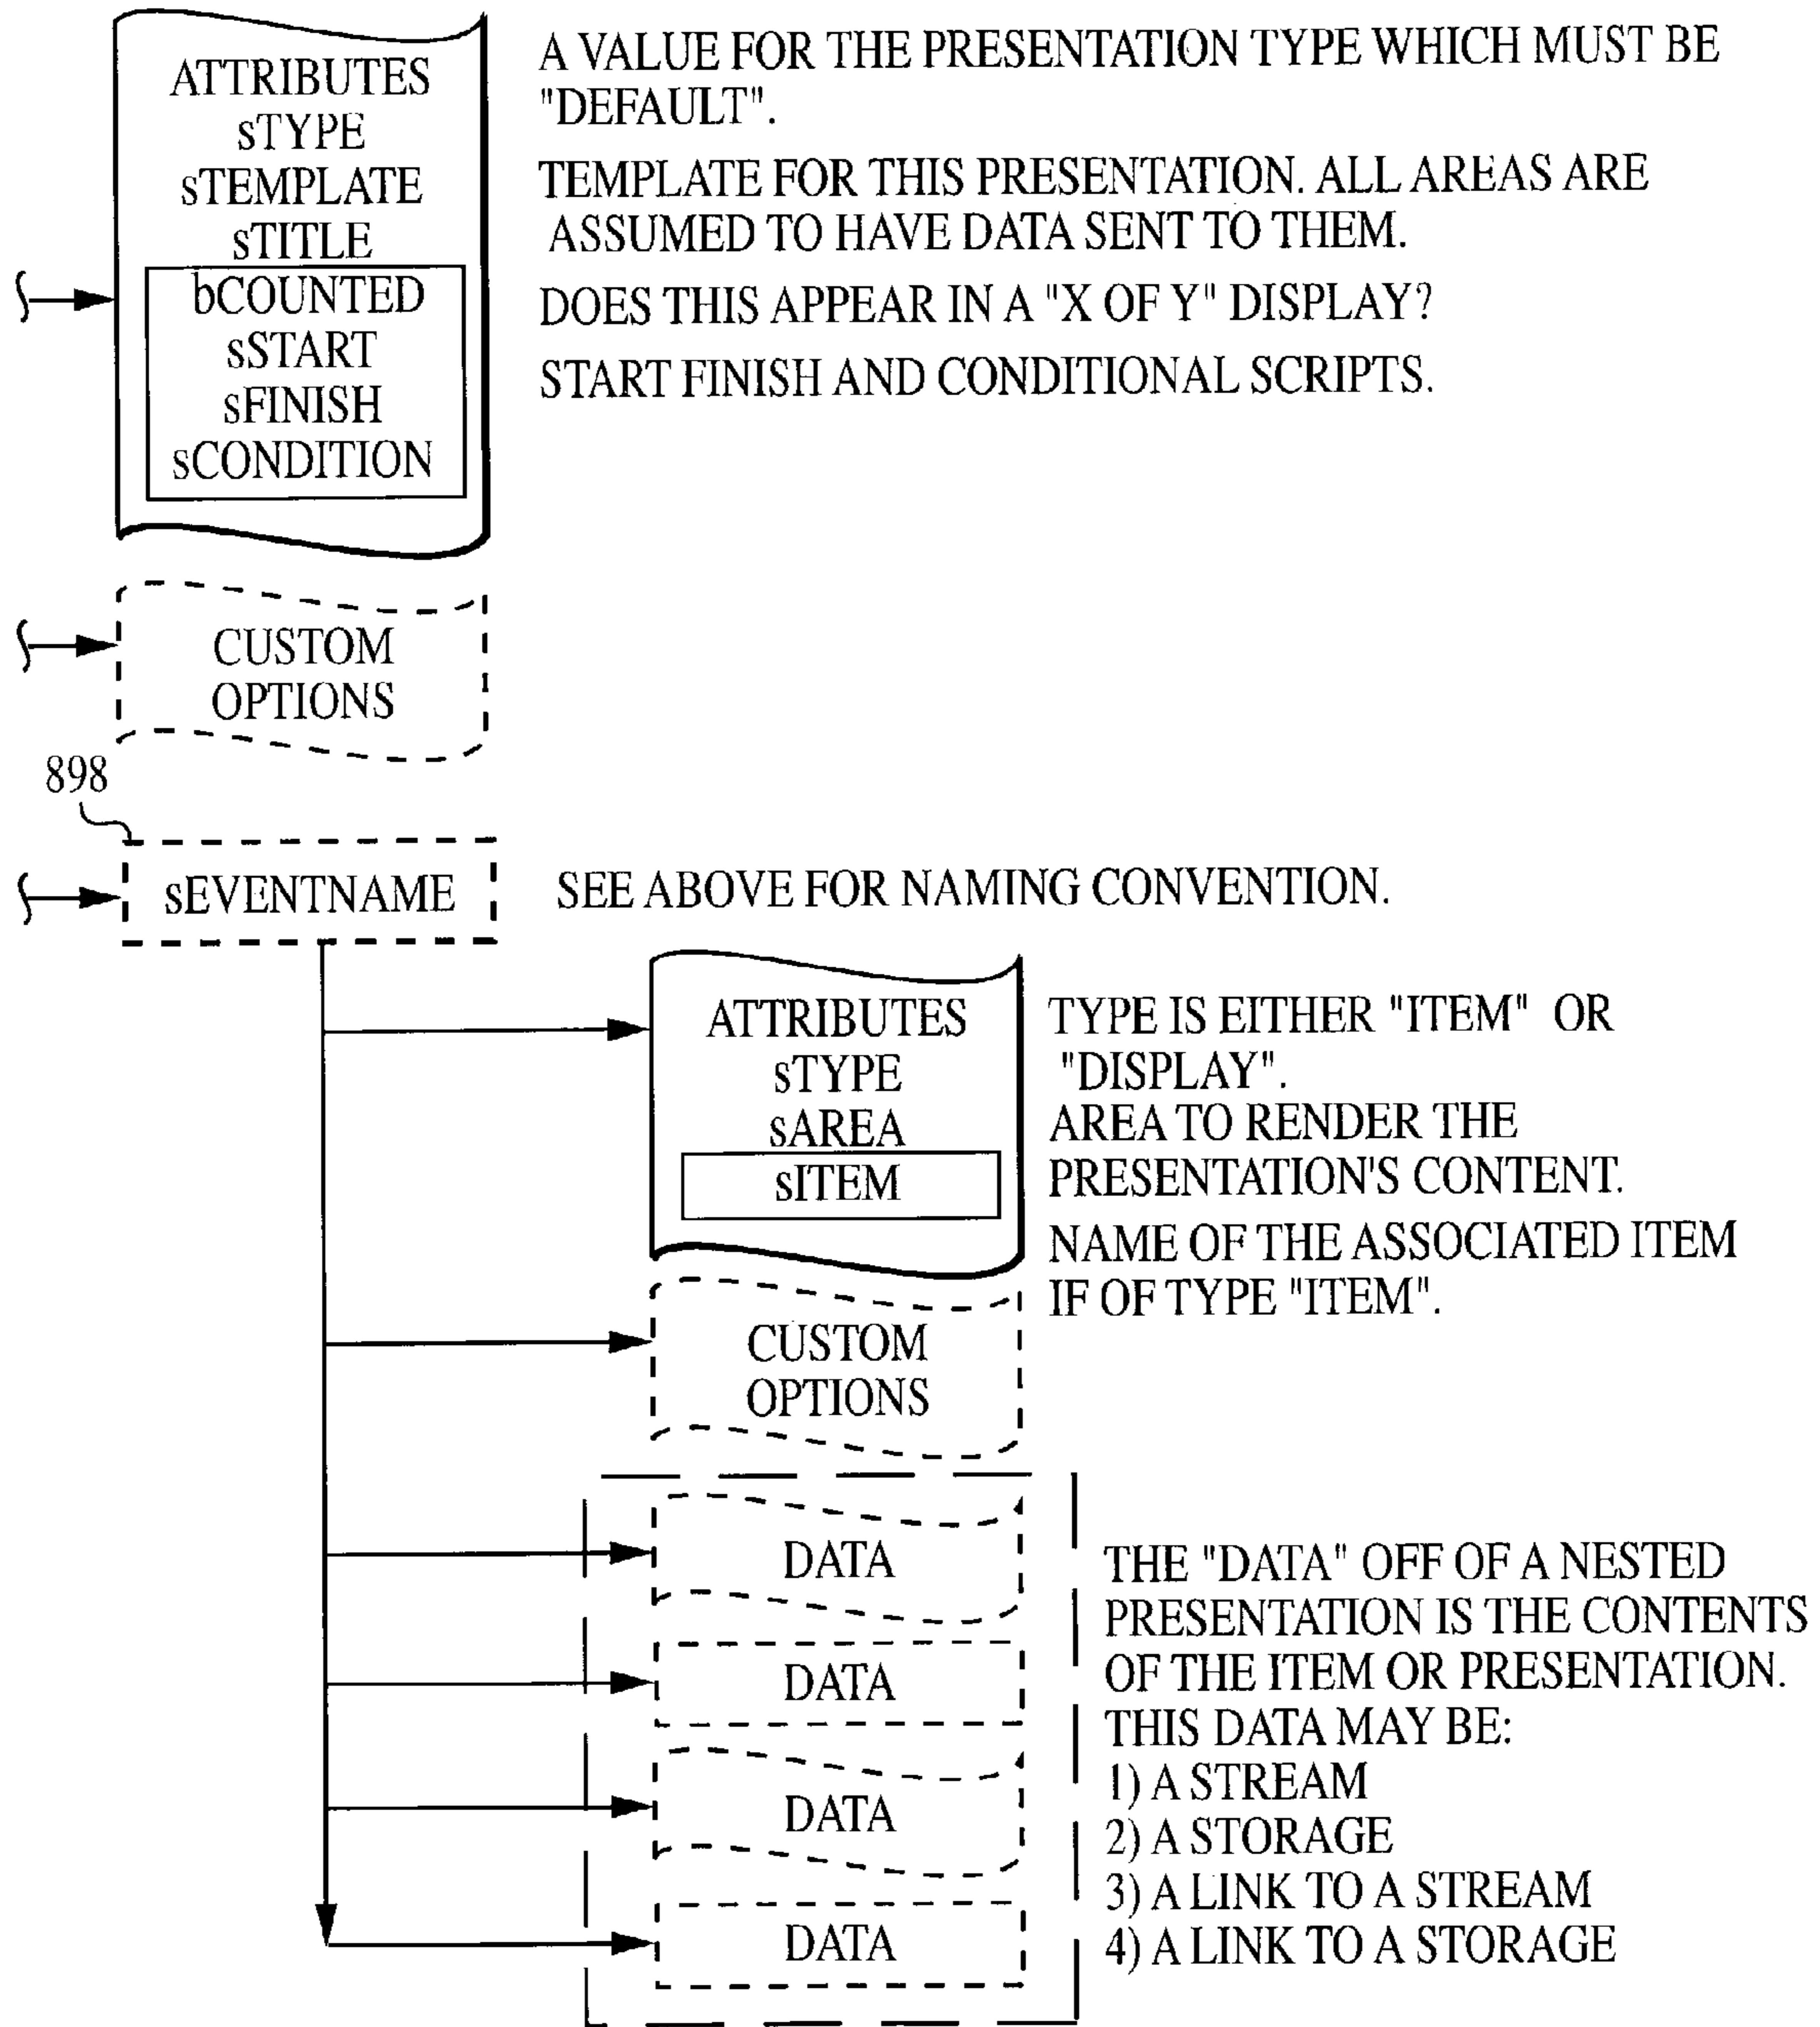 ATTRIBUTES
sTYPE
sTEMPLATE
sTITLE
bCOUNTED
sSTART
sFINISH
sCONDITION
A VALUE FOR THE PRESENTATION TYPE WHICH MUST BE
"DEFAULT".
TEMPLATE FOR THIS PRESENTATION. ALL AREAS ARE
ASSUMED TO HAVE DATA SENT TO THEM.
DOES THIS APPEAR IN A "X OF Y" DISPLAY?
START FINISH AND CONDITIONAL SCRIPTS.
CUSTOM
OPTIONS
898
sEVENTNAME
SEE ABOVE FOR NAMING CONVENTION.
ATTRIBUTES
sTYPE
sAREA
sITEM
TYPE IS EITHER "ITEM" OR
"DISPLAY".
AREA TO RENDER THE
PRESENTATION'S CONTENT.
NAME OF THE ASSOCIATED ITEM
IF OF TYPE "ITEM".
CUSTOM
OPTIONS
DATA
DATA
DATA
DATA
THE "DATA" OFF OF A NESTED
PRESENTATION IS THE CONTENTS
OF THE ITEM OR PRESENTATION.
THIS DATA MAY BE:
1) A STREAM
2) A STORAGE
3) A LINK TO A STREAM
4) A LINK TO A STORAGE